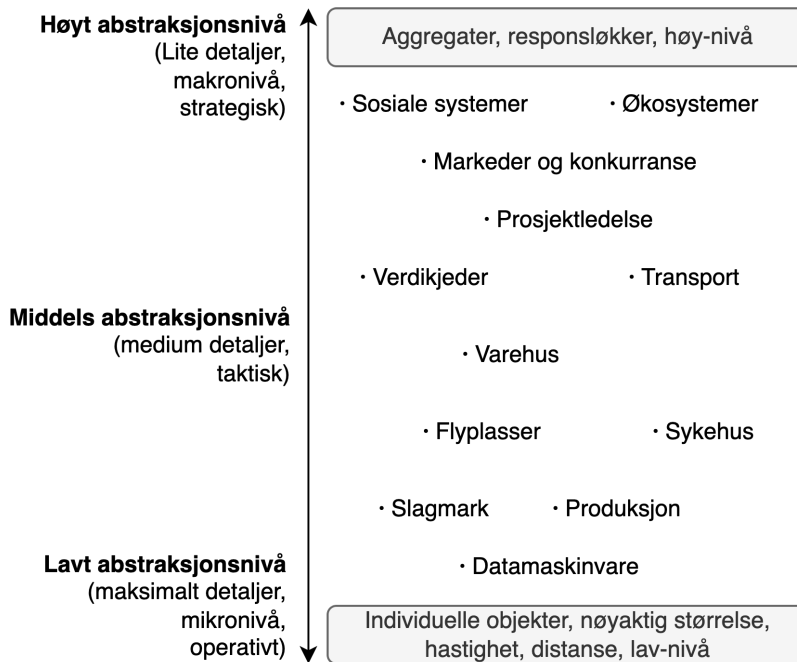 Høyt abstraksjonsnivå
(Lite detaljer,
makronivå,
strategisk)
Aggregater, responsløkker, høy-nivå
· Sosiale systemer
· Økosystemer
· Markeder og konkurranse
· Prosjektledelse
· Verdikjeder
· Transport
Middels abstraksjonsnivå
(medium detaljer,
taktisk)
· Varehus
· Flyplasser
· Sykehus
· Slagmark
· Produksjon
Lavt abstraksjonsnivå
(maksimalt detaljer,
mikronivå,
operativt)
· Datamaskinvare
Individuelle objekter, nøyaktig størrelse,
hastighet, distanse, lav-nivå